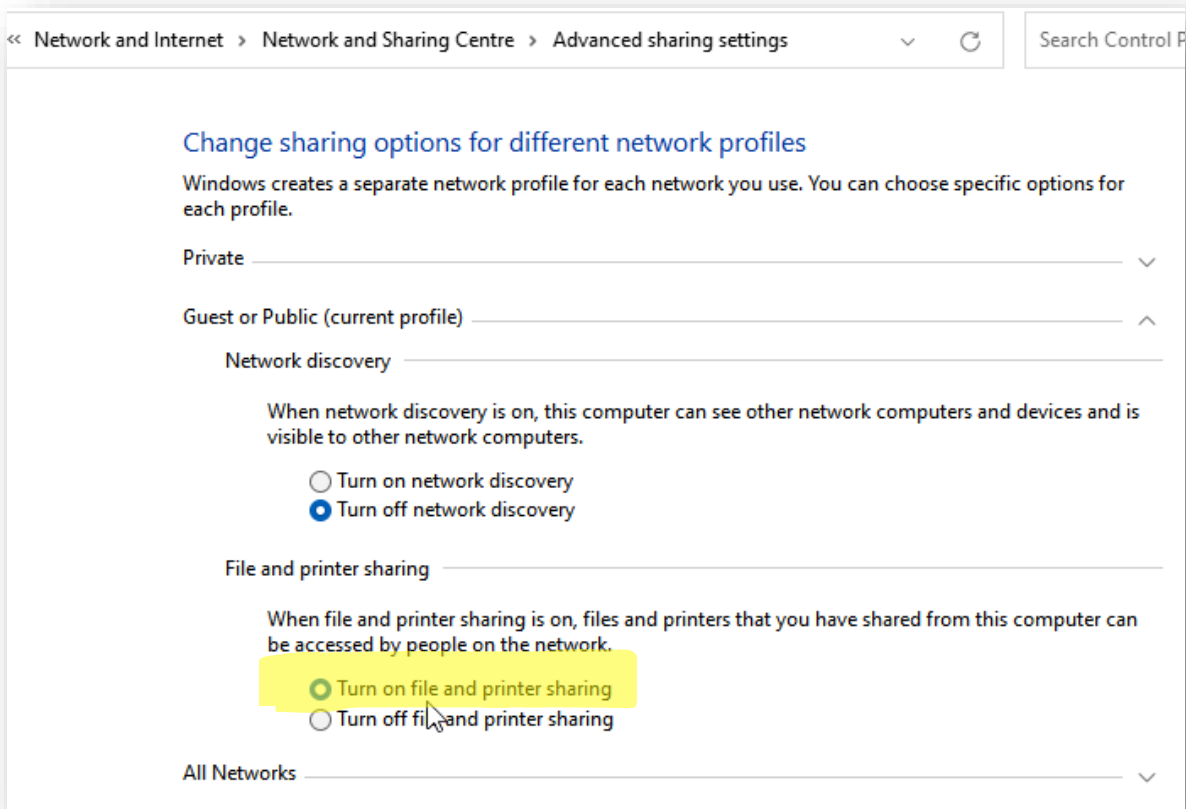 « Network and Internet > Network and Sharing Centre > Advanced sharing settings
Search Control P
Change sharing options for different network profiles
Windows creates a separate network profile for each network you use. You can choose specific options for
each profile.
Private
Guest or Public (current profile)
Network discovery
When network discovery is on, this computer can see other network computers and devices and is
visible to other network computers.
Turn on network discovery
Turn off network discovery
File and printer sharing
When file and printer sharing is on, files and printers that you have shared from this computer can
be accessed by people on the network.
Turn on file and printer sharing
Turn off file and printer sharing
All Networks